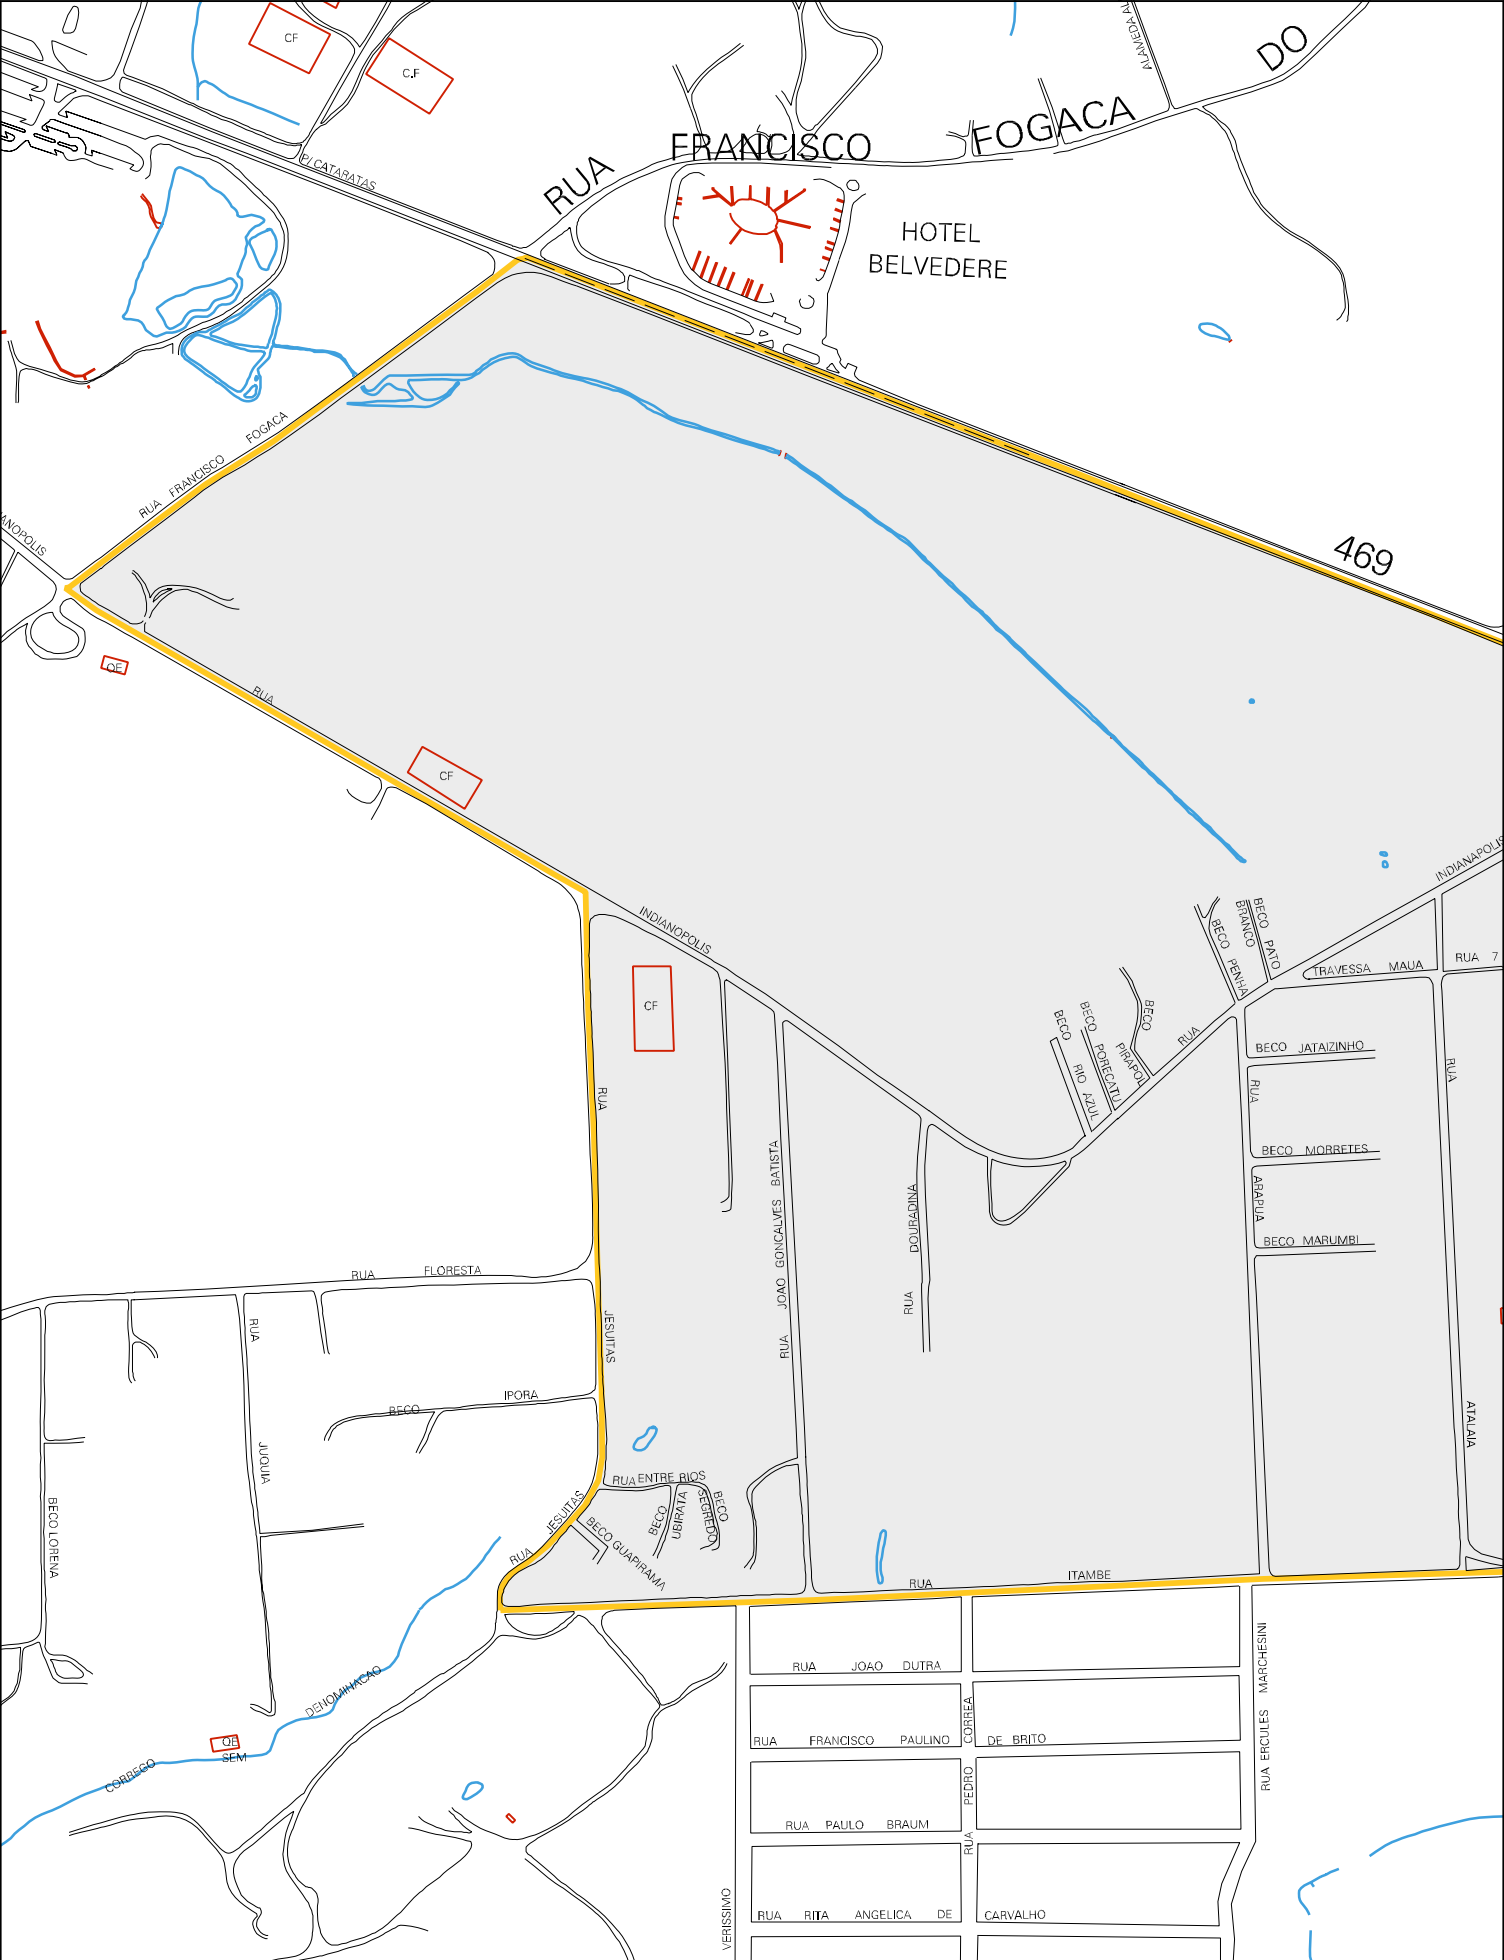 CF
C.F
ALAMEDA AL
DO
FOGACA
FRANCISCO
RUA
P/ CATARATAS
HOTEL
BELVEDERE
RUA FRANCISCO FOGACA
ANOPOLIS
469
OE
RUA
CF
INDIANOPOLIS
INDIANAPOLIS
BECO PATO
BRANCO
BECO PENHA
TRAVESSA MAUA
RUA 7
CF
BECO
PIRAPOL
BECO PORECATU
BECO RIO AZUL
RUA
BECO JATAIZINHO
RUA
RUA
RUA
BECO MORRETES
ARAPUA
BECO MARUMBI
RUA JOAO GONCALVES BATISTA
RUA DOURADINA
RUA FLORESTA
RUA
JESUITAS
IPORA
BECO
ATALAIA
JUQUIA
BECO LORENA
RUA ENTRE RIOS
BECO
UBIRATA
BECO
SEGREDO
BECO GUAPIRAMA
RUA JESUITAS
RUA ITAMBE
RUA ERCULES MARCHESINI
RUA JOAO DUTRA
RUA PEDRO CORREA
RUA FRANCISCO PAULINO DE BRITO
DENOMINACAO
OE
SEM
CORREGO
RUA PAULO BRAUM
RUA RITA ANGELICA DE CARVALHO
VERISSIMO